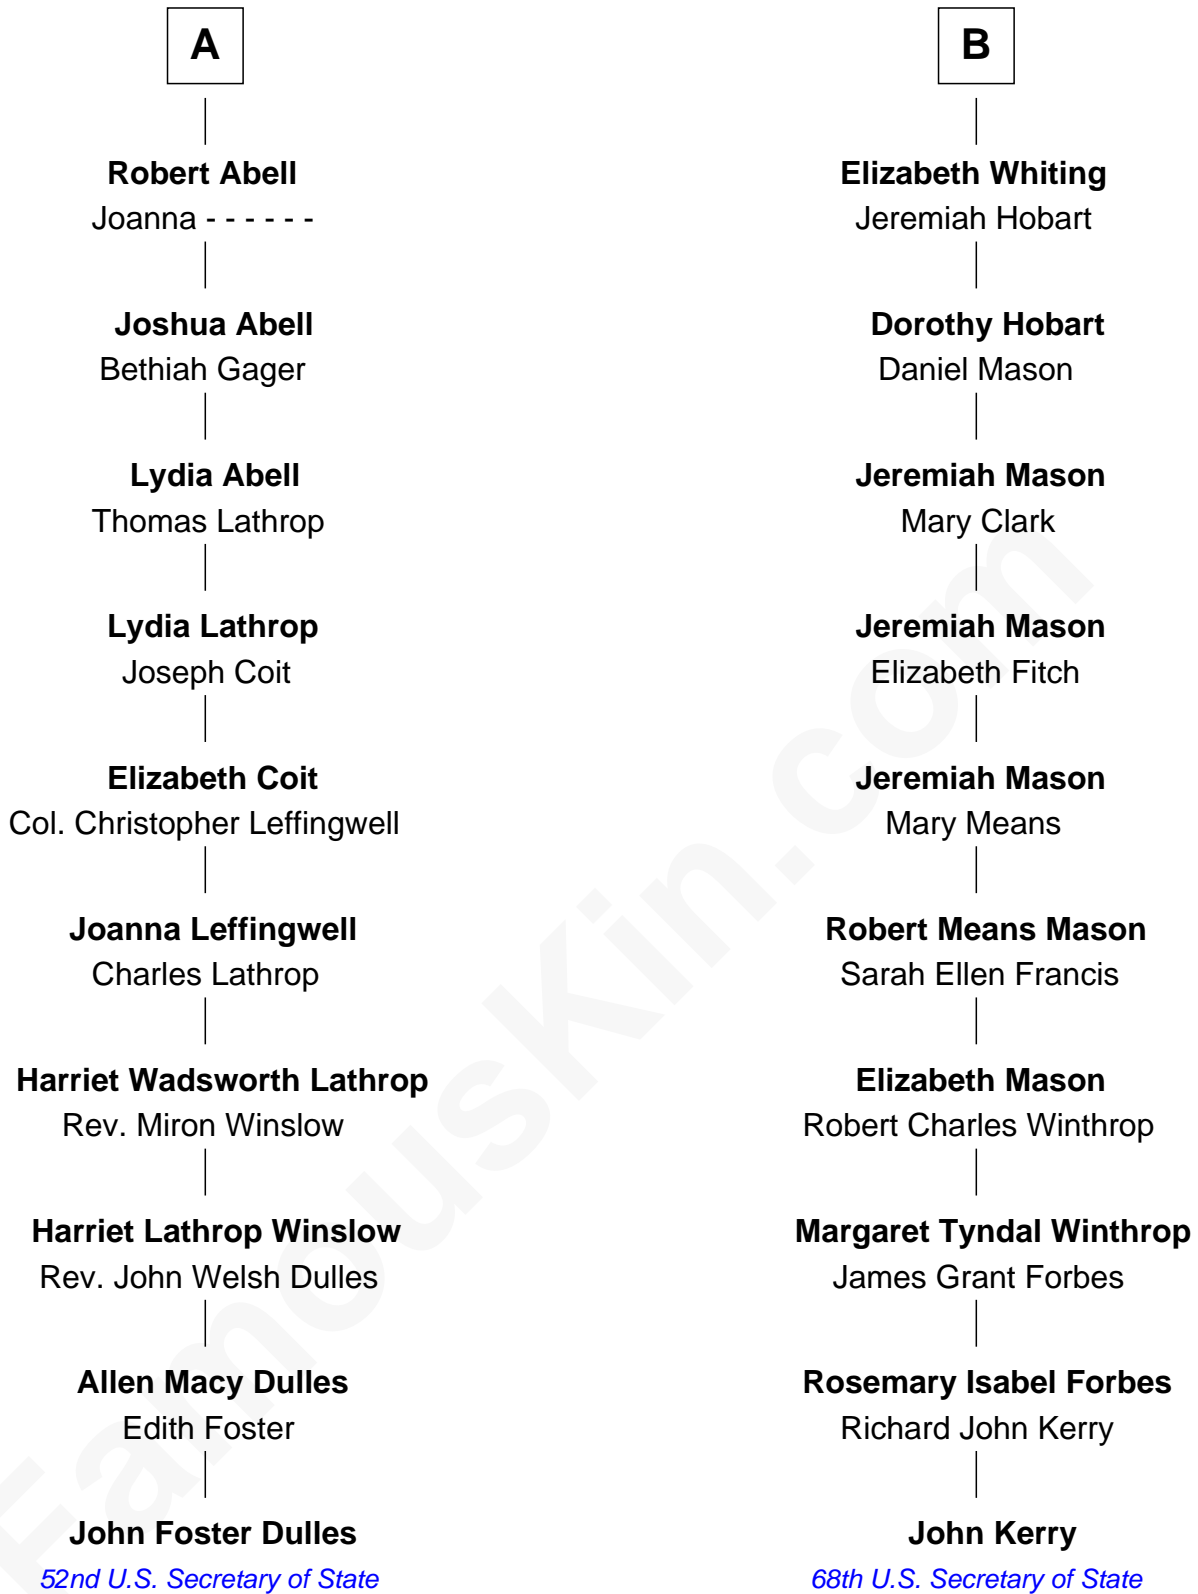 A
Robert Abell
Joanna - - - - - -
Joshua Abell
Bethiah Gager
Lydia Abell
Thomas Lathrop
Lydia Lathrop
Joseph Coit
Elizabeth Coit
Col. Christopher Leffingwell
Joanna Leffingwell
Charles Lathrop
Harriet Wadsworth Lathrop
Rev. Miron Winslow
Harriet Lathrop Winslow
Rev. John Welsh Dulles
Allen Macy Dulles
Edith Foster
John Foster Dulles
52nd U.S. Secretary of State
B
Elizabeth Whiting
Jeremiah Hobart
Dorothy Hobart
Daniel Mason
Jeremiah Mason
Mary Clark
Jeremiah Mason
Elizabeth Fitch
Jeremiah Mason
Mary Means
Robert Means Mason
Sarah Ellen Francis
Elizabeth Mason
Robert Charles Winthrop
Margaret Tyndal Winthrop
James Grant Forbes
Rosemary Isabel Forbes
Richard John Kerry
John Kerry
68th U.S. Secretary of State
FamousKin.com